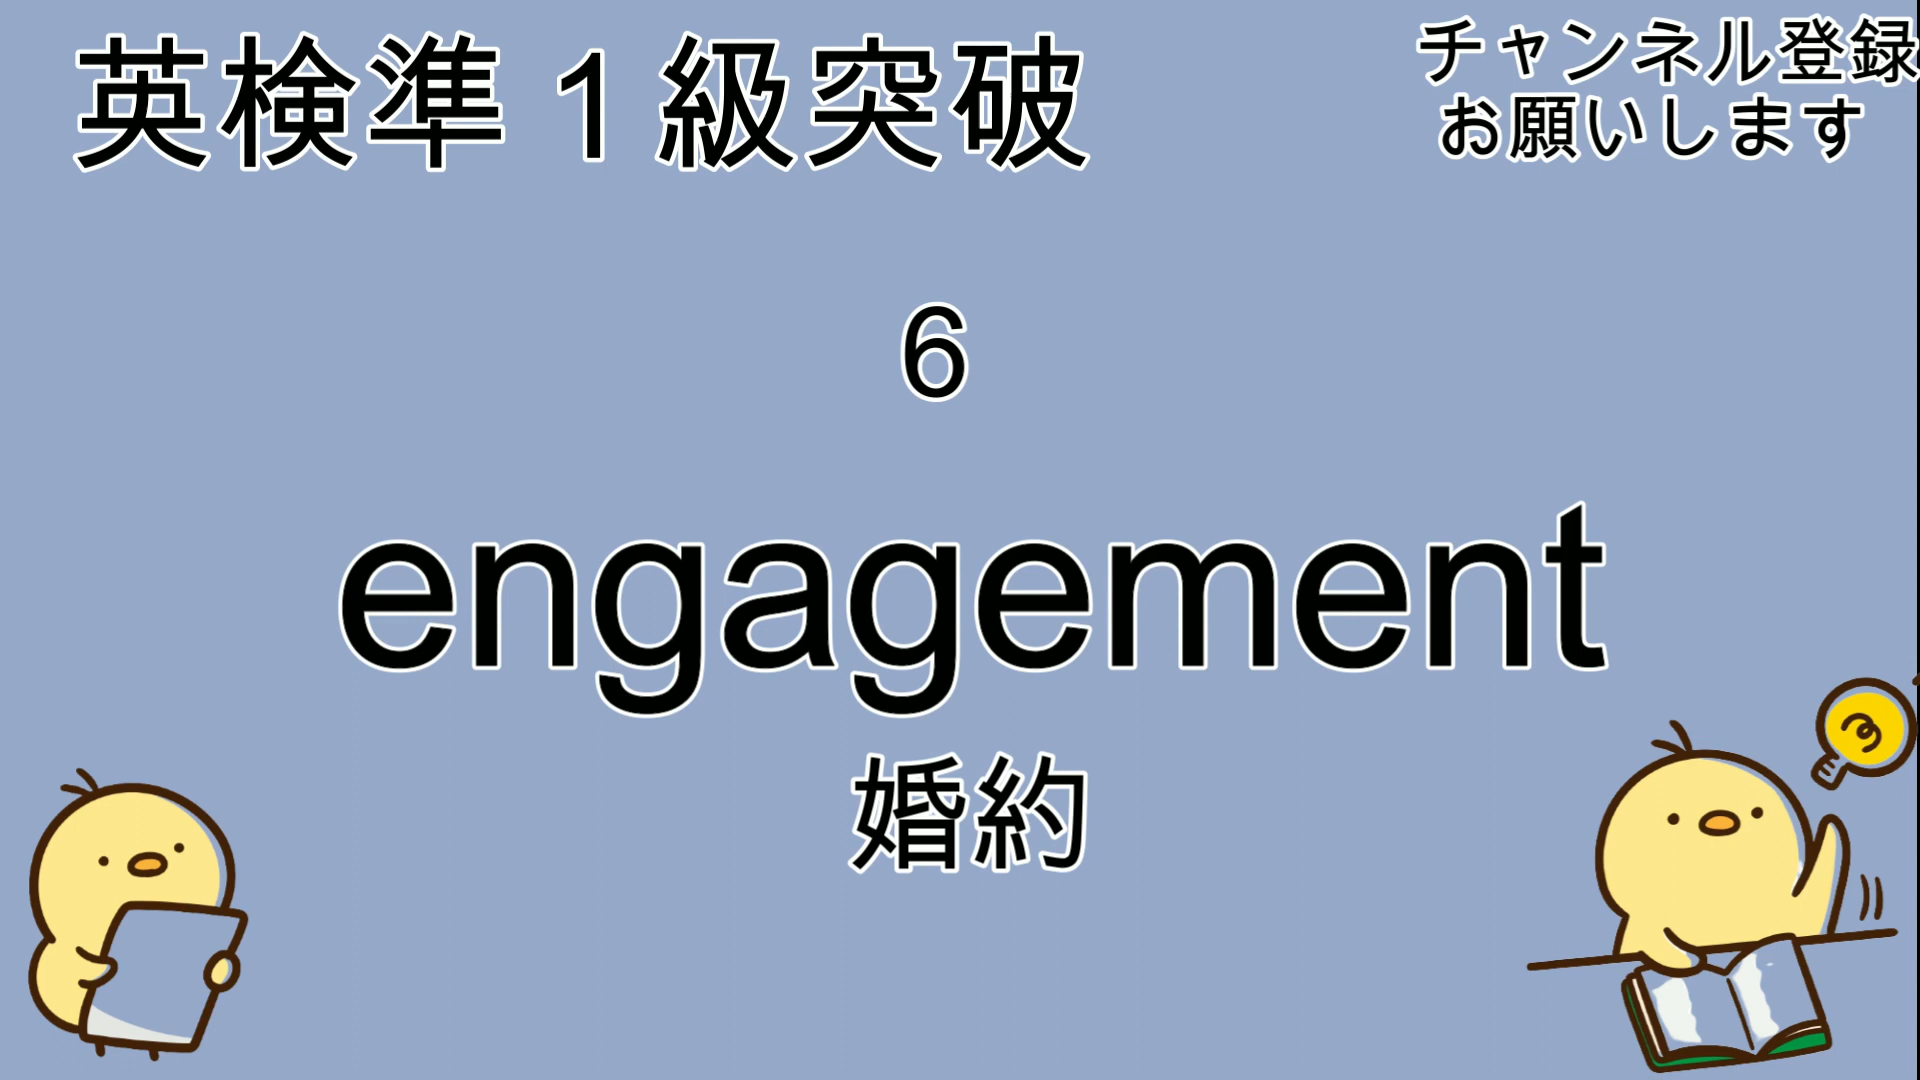 英検準１級突破
チャンネル登録
お願いします
6
engagement
婚約